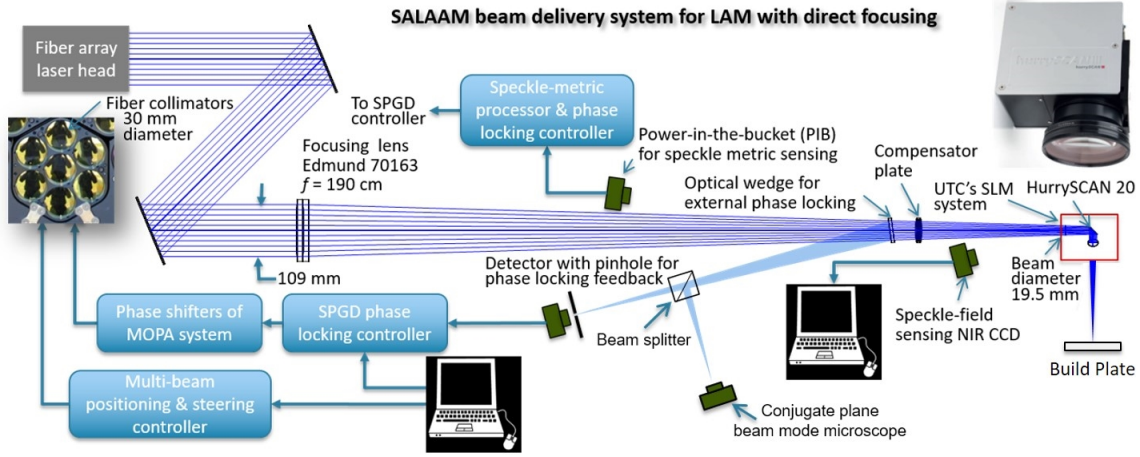 SALAAM beam delivery system for LAM with direct focusing
Fiber array
laser head
Fiber collimators
30 mm
diameter
To SPGD
controller
Speckle-metric
processor & phase
locking controller
Focusing lens
Edmund 70163
f = 190 cm
Power-in-the-bucket (PIB)
for speckle metric sensing
Optical wedge for
external phase locking
Compensator
plate
UTC's SLM
system
HurrySCAN 20
109 mm
Detector with pinhole for
phase locking feedback
Beam
diameter
19.5 mm
Phase shifters of
MOPA system
SPGD phase
locking controller
Beam splitter
Speckle-field
sensing NIR CCD
Build Plate
Multi-beam
positioning & steering
controller
Conjugate plane
beam mode microscope